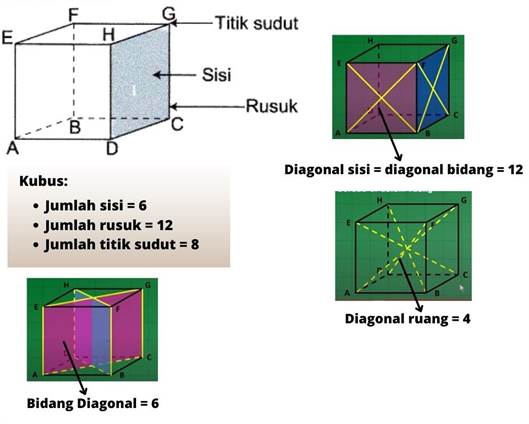 F
G
Titik sudut
E
H
Sisi
Rusuk
B
C
A
D
Kubus:
• Jumlah sisi = 6
• Jumlah rusuk = 12
• Jumlah titik sudut = 8
H
G
E
F
C
A
B
Diagonal sisi = diagonal bidang = 12
H
G
E
C
A
B
Diagonal ruang = 4
H
G
E
F
D
C
A
B
Bidang Diagonal = 6